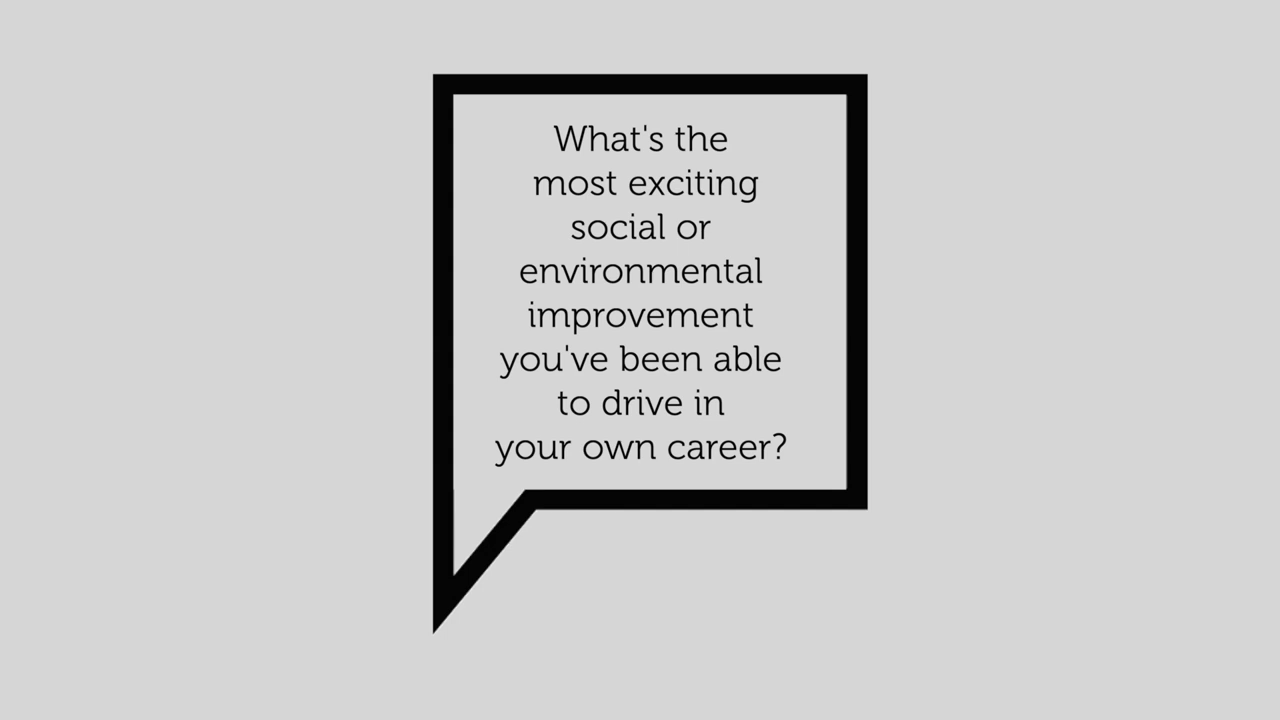 What's the
most exciting
social or
environmental
improvement
you've been able
to drive in
your own career?